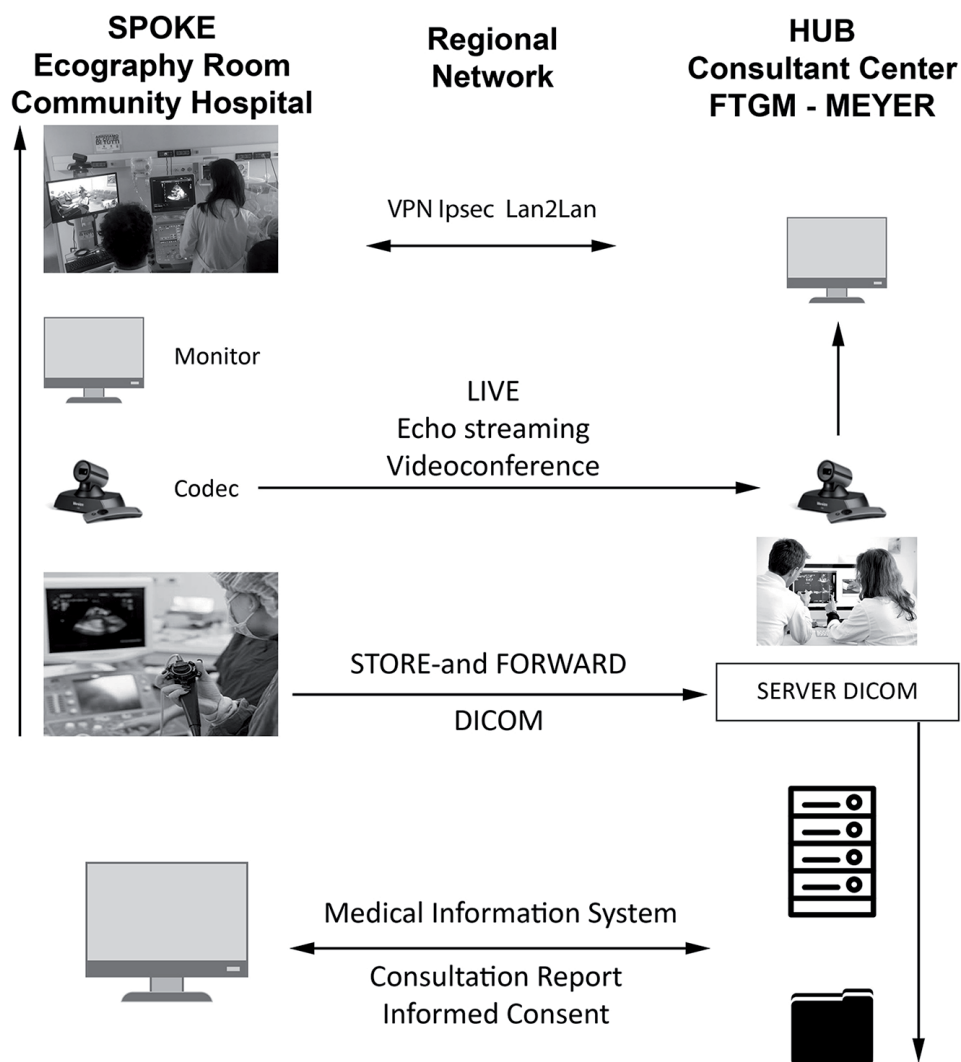 SPOKE
Ecography Room
Community Hospital
Regional
Network
HUB
Consultant Center
FTGM - MEYER
VPN Ipsec Lan2Lan
Monitor
LIVE
Echo streaming
Videoconference
Codec
STORE-and FORWARD
DICOM
SERVER DICOM
Medical Information System
Consultation Report
Informed Consent